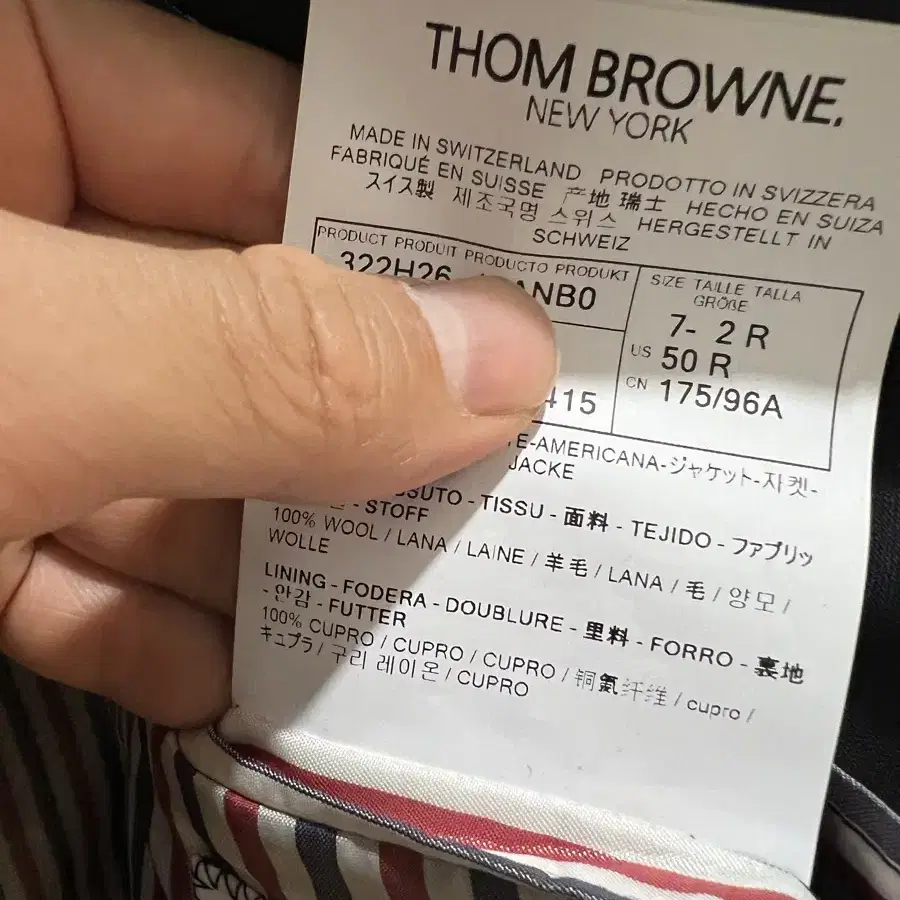 THOM BROWNE.
NEW YORK
MADE IN SWITZERLAND PRODOTTO IN SVIZZERA
FABRIQUÉ EN SUISSE 产地 瑞士 HECHO EN SUIZA
スイス製 제조국명 스위스 HERGESTELLT IN
SCHWEIZ
PRODUCT PRODUIT PRODUCTO PRODUKT
322H26
ANB0
415
SIZE TAILLE TALLA
GRÖßE
7- 2 R
US 50 R
CN 175/96A
-AMERICANA-ジャケット-자켓-
JACKE
- TISSU - 面料 - TEJIDO - ファブリッ
- STOFF
100% WOOL / LANA / LAINE / 羊毛 / LANA / 毛 / 양모 /
WOLLE
LINING - FODERA - DOUBLURE - 里料 - FORRO - 裏地
- 안감 - FUTTER
100% CUPRO / CUPRO / CUPRO / 铜氨纤维 / cupro /
キュプラ / 구리 레이온 / CUPRO